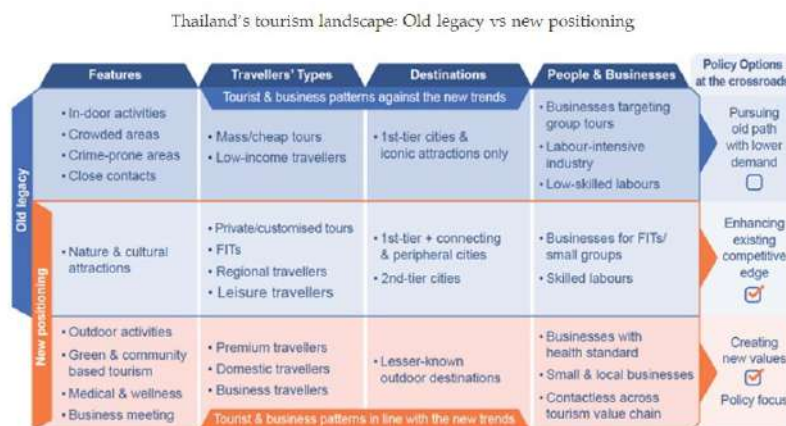 Thailand's tourism landscape: Old legacy vs new positioning
Features
Travellers' Types
Destinations
People & Businesses
Policy Options
at the crossroads
Tourist & business patterns against the new trends
Old legacy
• In-door activities
• Crowded areas
• Crime-prone areas
• Close contacts
• Mass/cheap tours
• Low-income travellers
• 1st-tier cities &
iconic attractions only
• Businesses targeting
group tours
• Labour-intensive
industry
• Low-skilled labours
Pursuing
old path
with lower
demand
• Nature & cultural
attractions
• Private/customised tours
• FITs
• Regional travellers
• Leisure travellers
• 1st-tier + connecting
& peripheral cities
• 2nd-tier cities
• Businesses for FITs/
small groups
• Skilled labours
Enhancing
existing
competitive
edge
New positioning
• Outdoor activities
• Green & community
based tourism
• Medical & wellness
• Business meeting
• Premium travellers
• Domestic travellers
• Business travellers
• Lesser-known
outdoor destinations
• Businesses with
health standard
• Small & local businesses
• Contactless across
tourism value chain
Creating
new values
Policy focus
Tourist & business patterns in line with the new trends